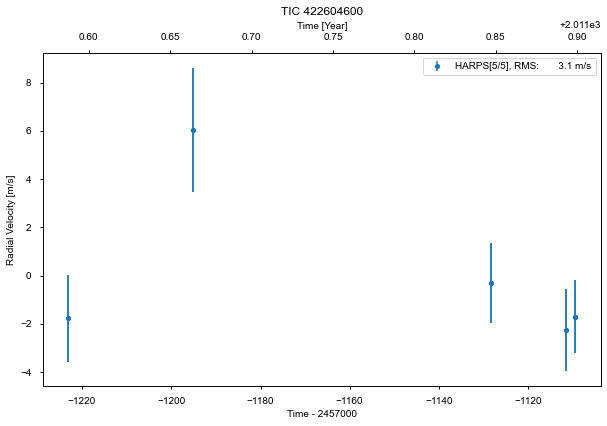 TIC 422604600
Time [Year]
+2.011e3
0.60 0.65 0.70 0.75 0.80 0.85 0.90
HARPS[5/5], RMS: 3.1 m/s
8
6
4
2
0
−2
−4
Radial Velocity [m/s]
−1220 −1200 −1180 −1160 −1140 −1120
Time - 2457000